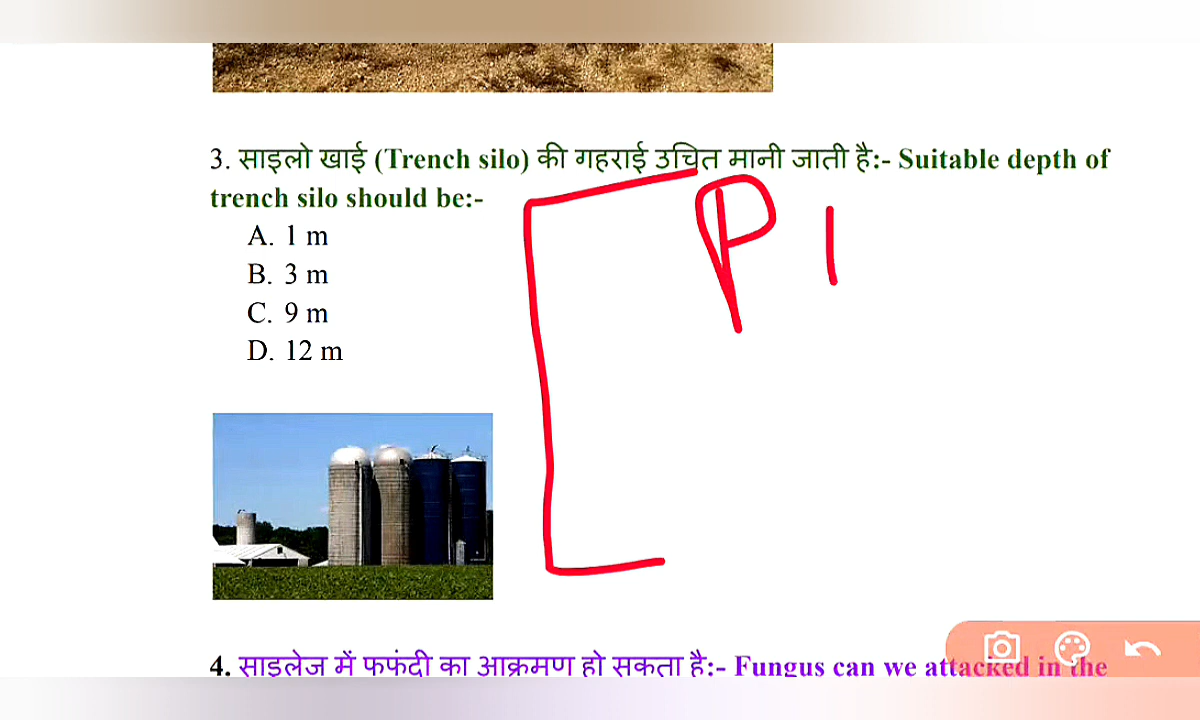 3. साइलो खाई (Trench silo) की गहराई उचित मानी जाती है:- Suitable depth of
trench silo should be:-
A. 1 m
B. 3 m
C. 9 m
D. 12 m
P I
4. साइलेज में फफंदी का आक्रमण हो सकता है:- Fungus can we attacked in the